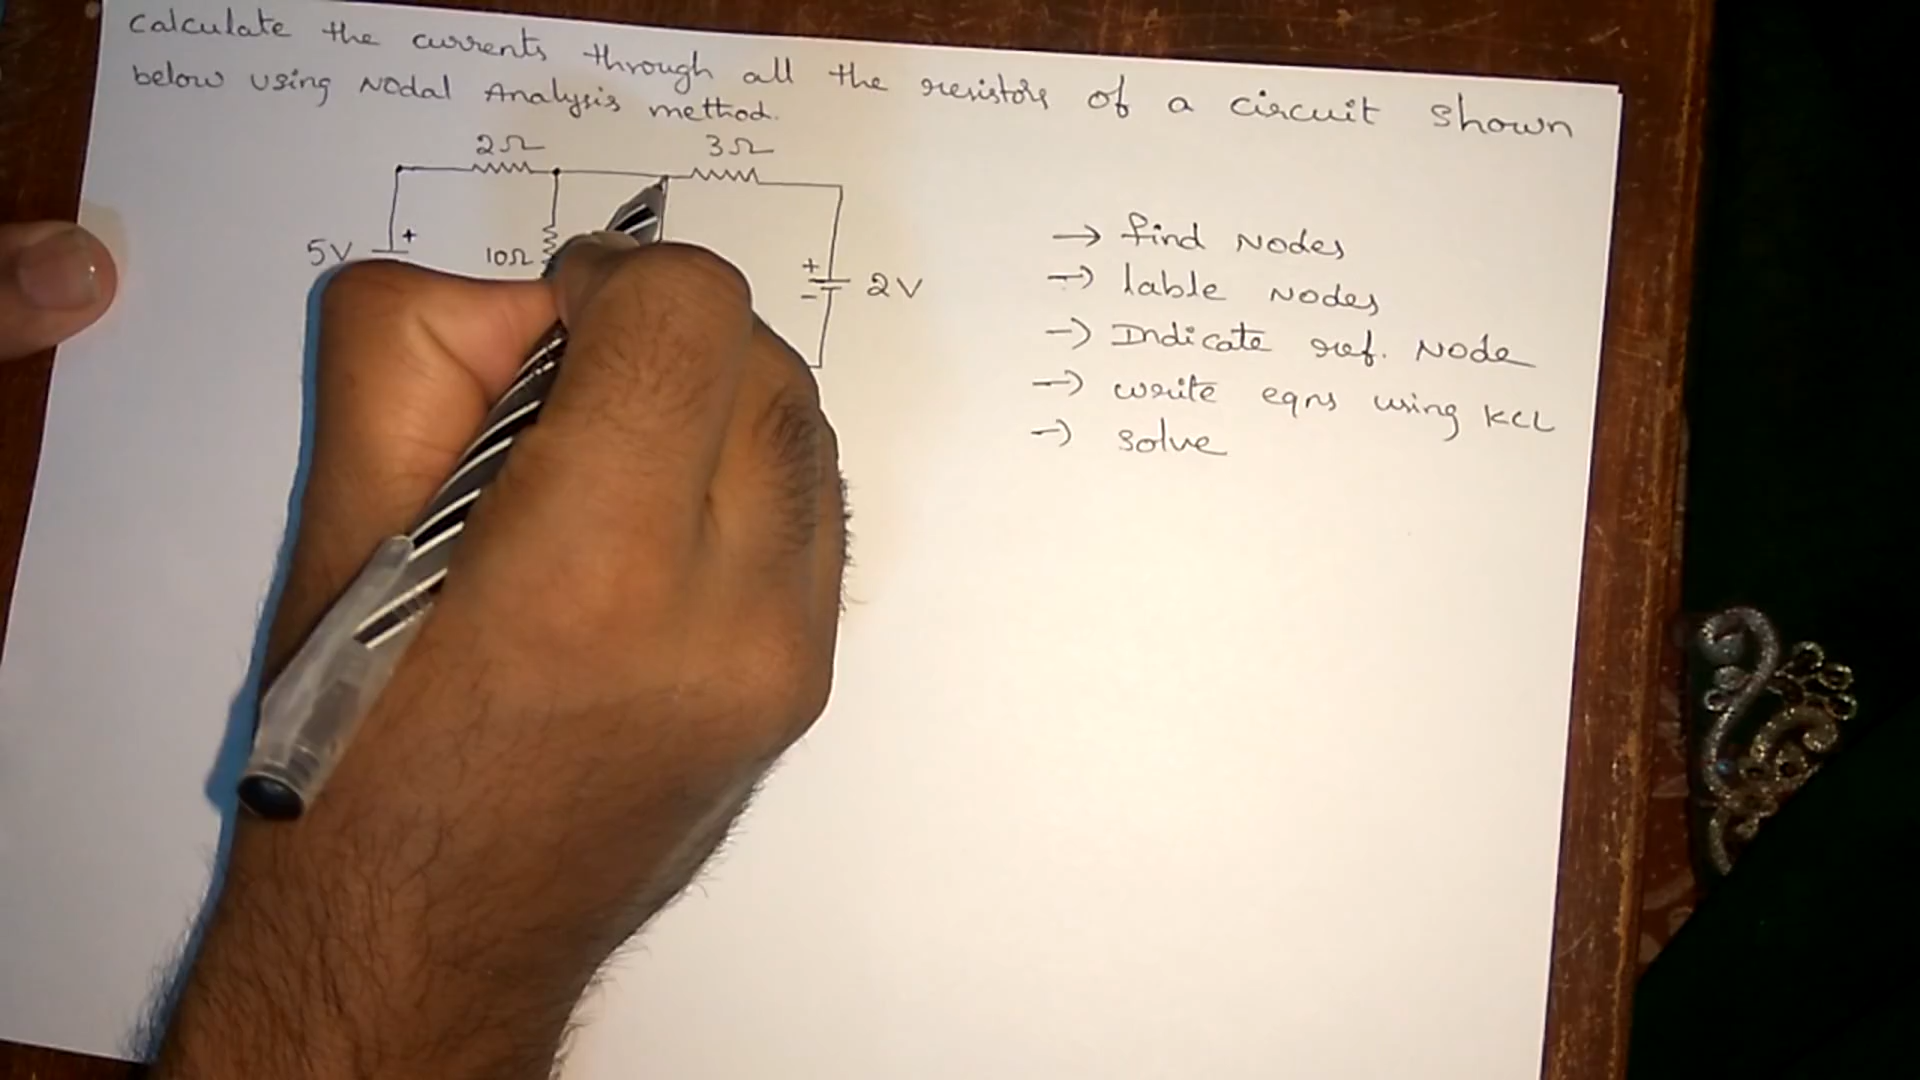 calculate the currents through all the resistors of a circuit shown
below using Nodal Analysis method.
2Ω 3Ω
5V + 10Ω + - 2V
→ find Nodes
→ lable Nodes
→ Indicate ref. Node
→ write eqns using KCL
→ solve